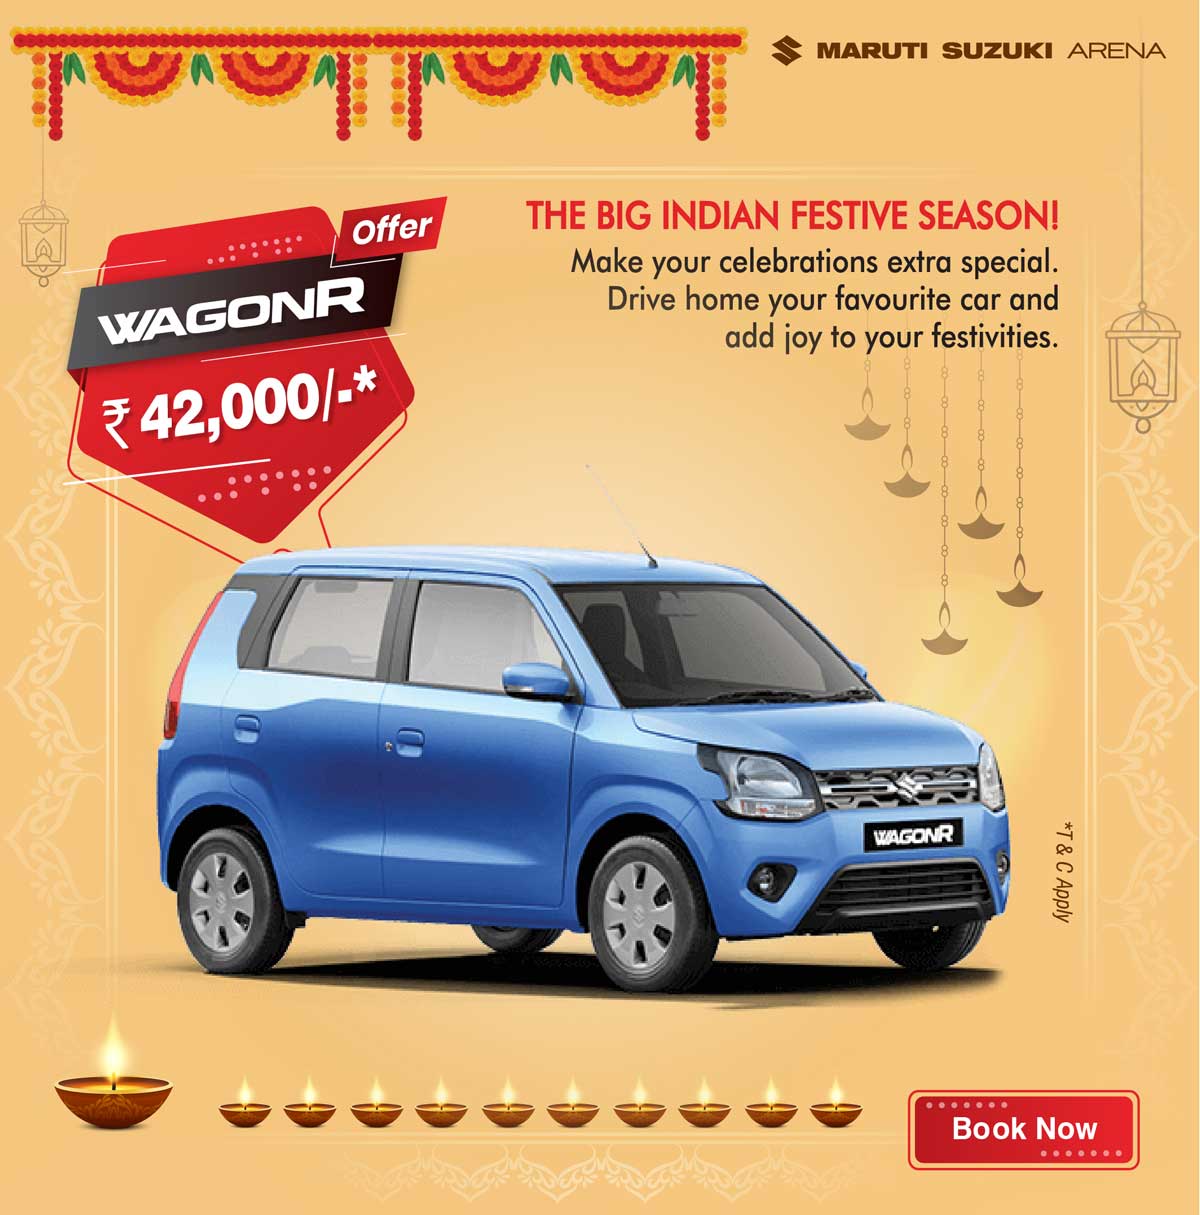 MARUTI SUZUKI ARENA
Offer
WAGONR
₹ 42,000/-*
THE BIG INDIAN FESTIVE SEASON!
Make your celebrations extra special.
Drive home your favourite car and
add joy to your festivities.
WAGONR
*T & C Apply
Book Now